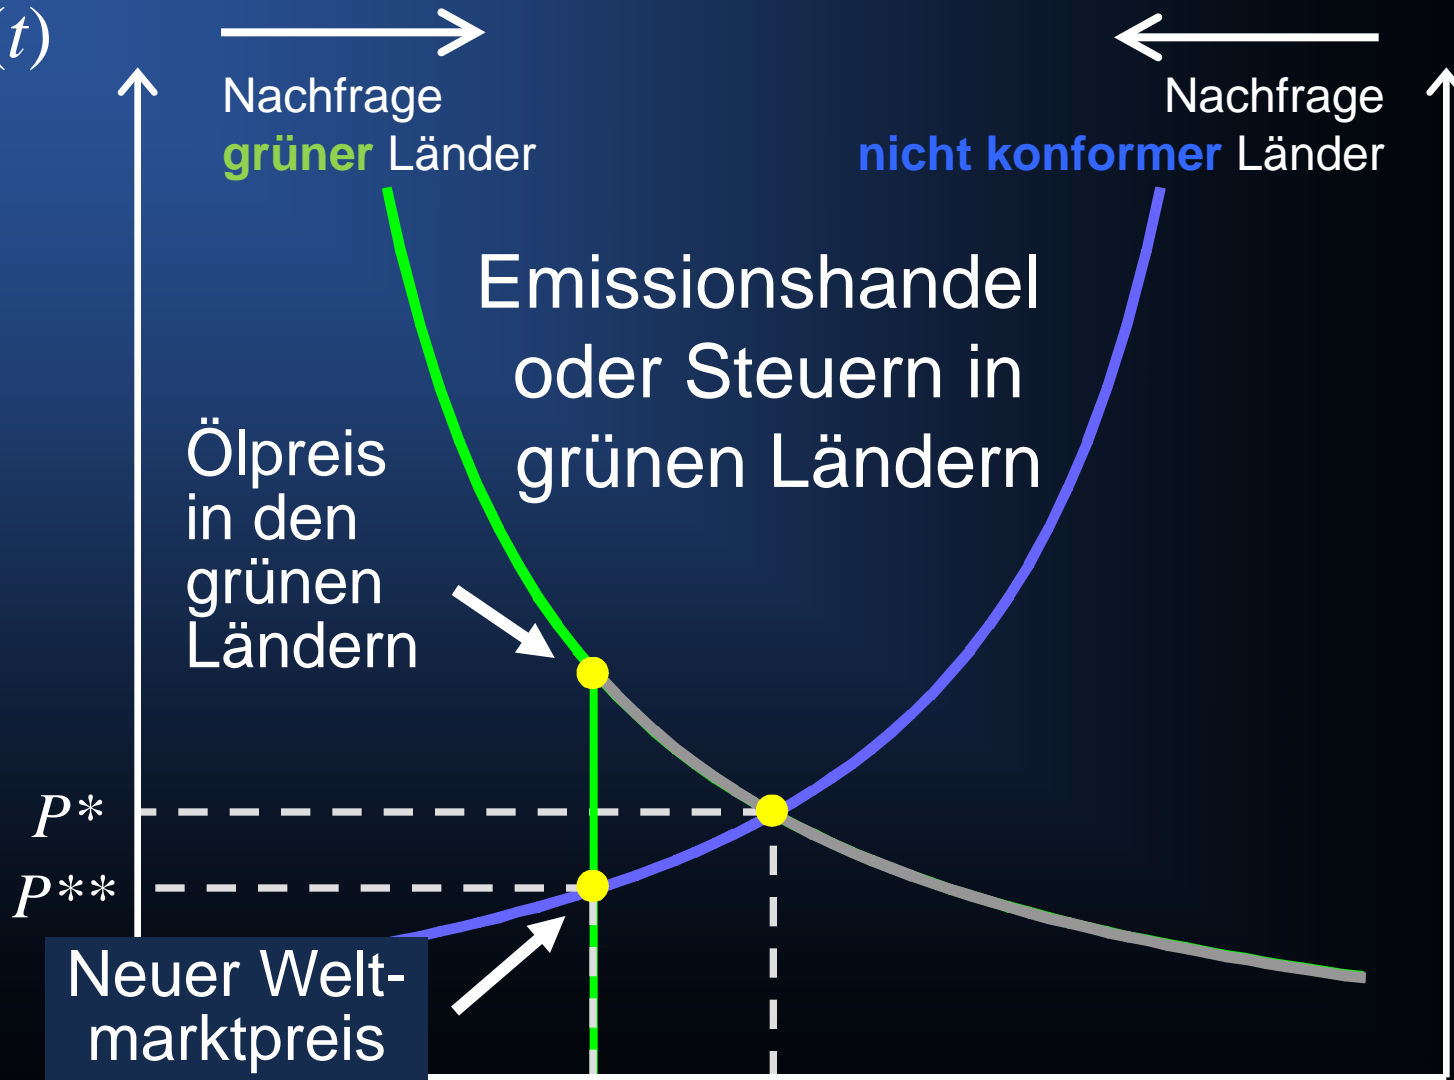 (t)
Nachfrage
grüner Länder
Nachfrage
nicht konformer Länder
Emissionshandel
oder Steuern in
grünen Ländern
Ölpreis
in den
grünen
Ländern
P*
P**
Neuer Welt-
marktpreis